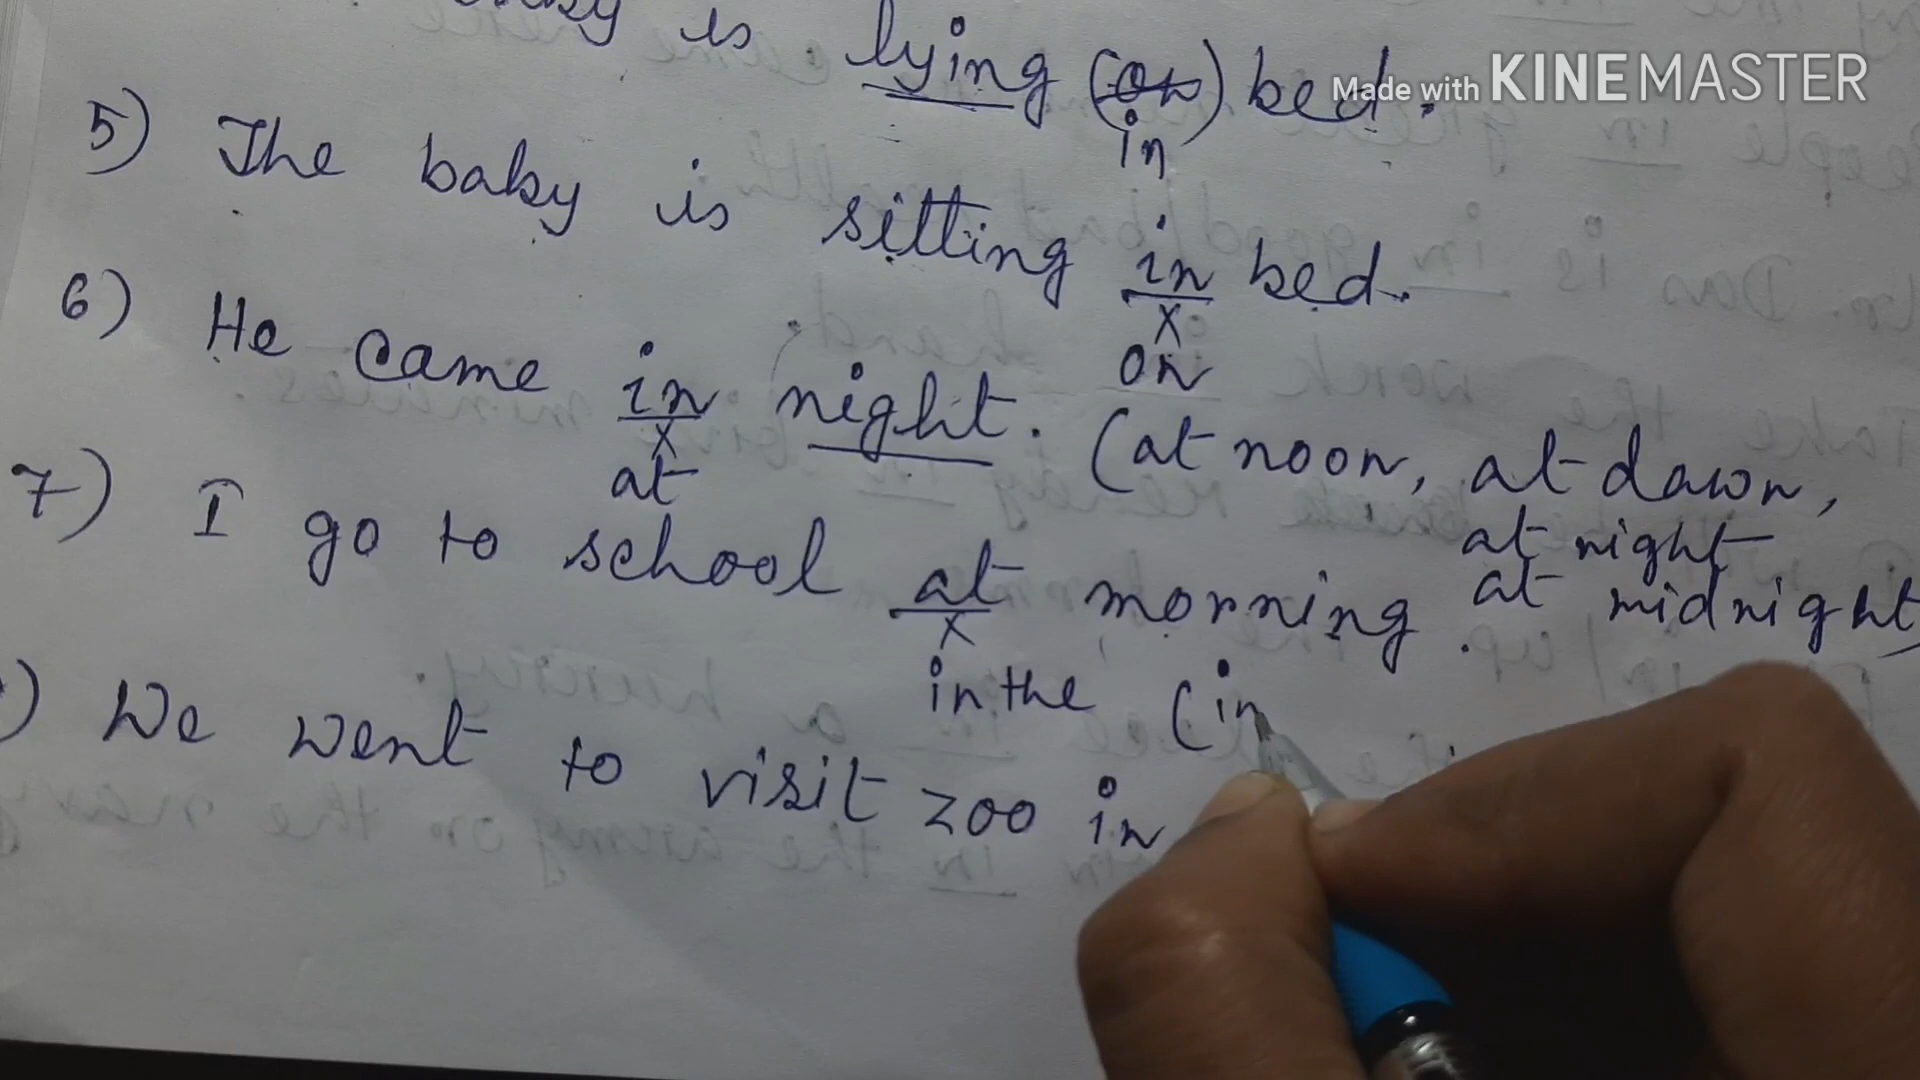 is lying (on) bed.
Made with KINEMASTER
in
5) The baby is sitting in bed.
x
on
6) He came in night. (at noon, at dawn,
x
at
at night
at midnight)
7) I go to school at morning.
x
in the (in
) We went to visit zoo in